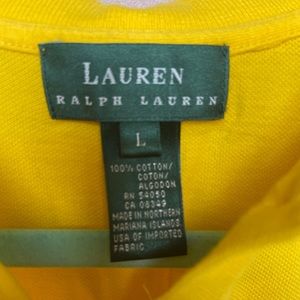 LAUREN
RALPH LAUREN
L
100% COTTON/
COTON/
ALGODON
RN 54050
CA 08349
MADE IN NORTHERN
MARIANA ISLANDS
USA OF IMPORTED
FABRIC